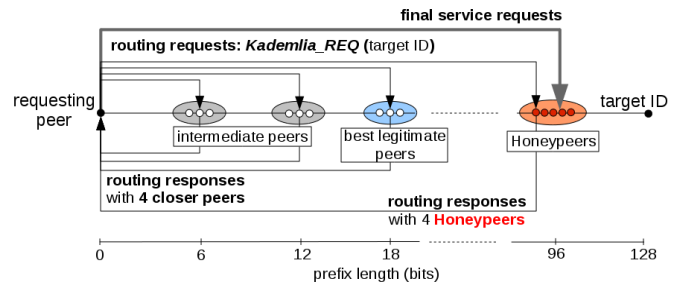 final service requests
routing requests: Kademlia_REQ (target ID)
requesting
peer
target ID
intermediate peers
best legitimate
peers
Honeypeers
routing responses
with 4 closer peers
routing responses
with 4 Honeypeers
0
6
12
18
96
128
prefix length (bits)